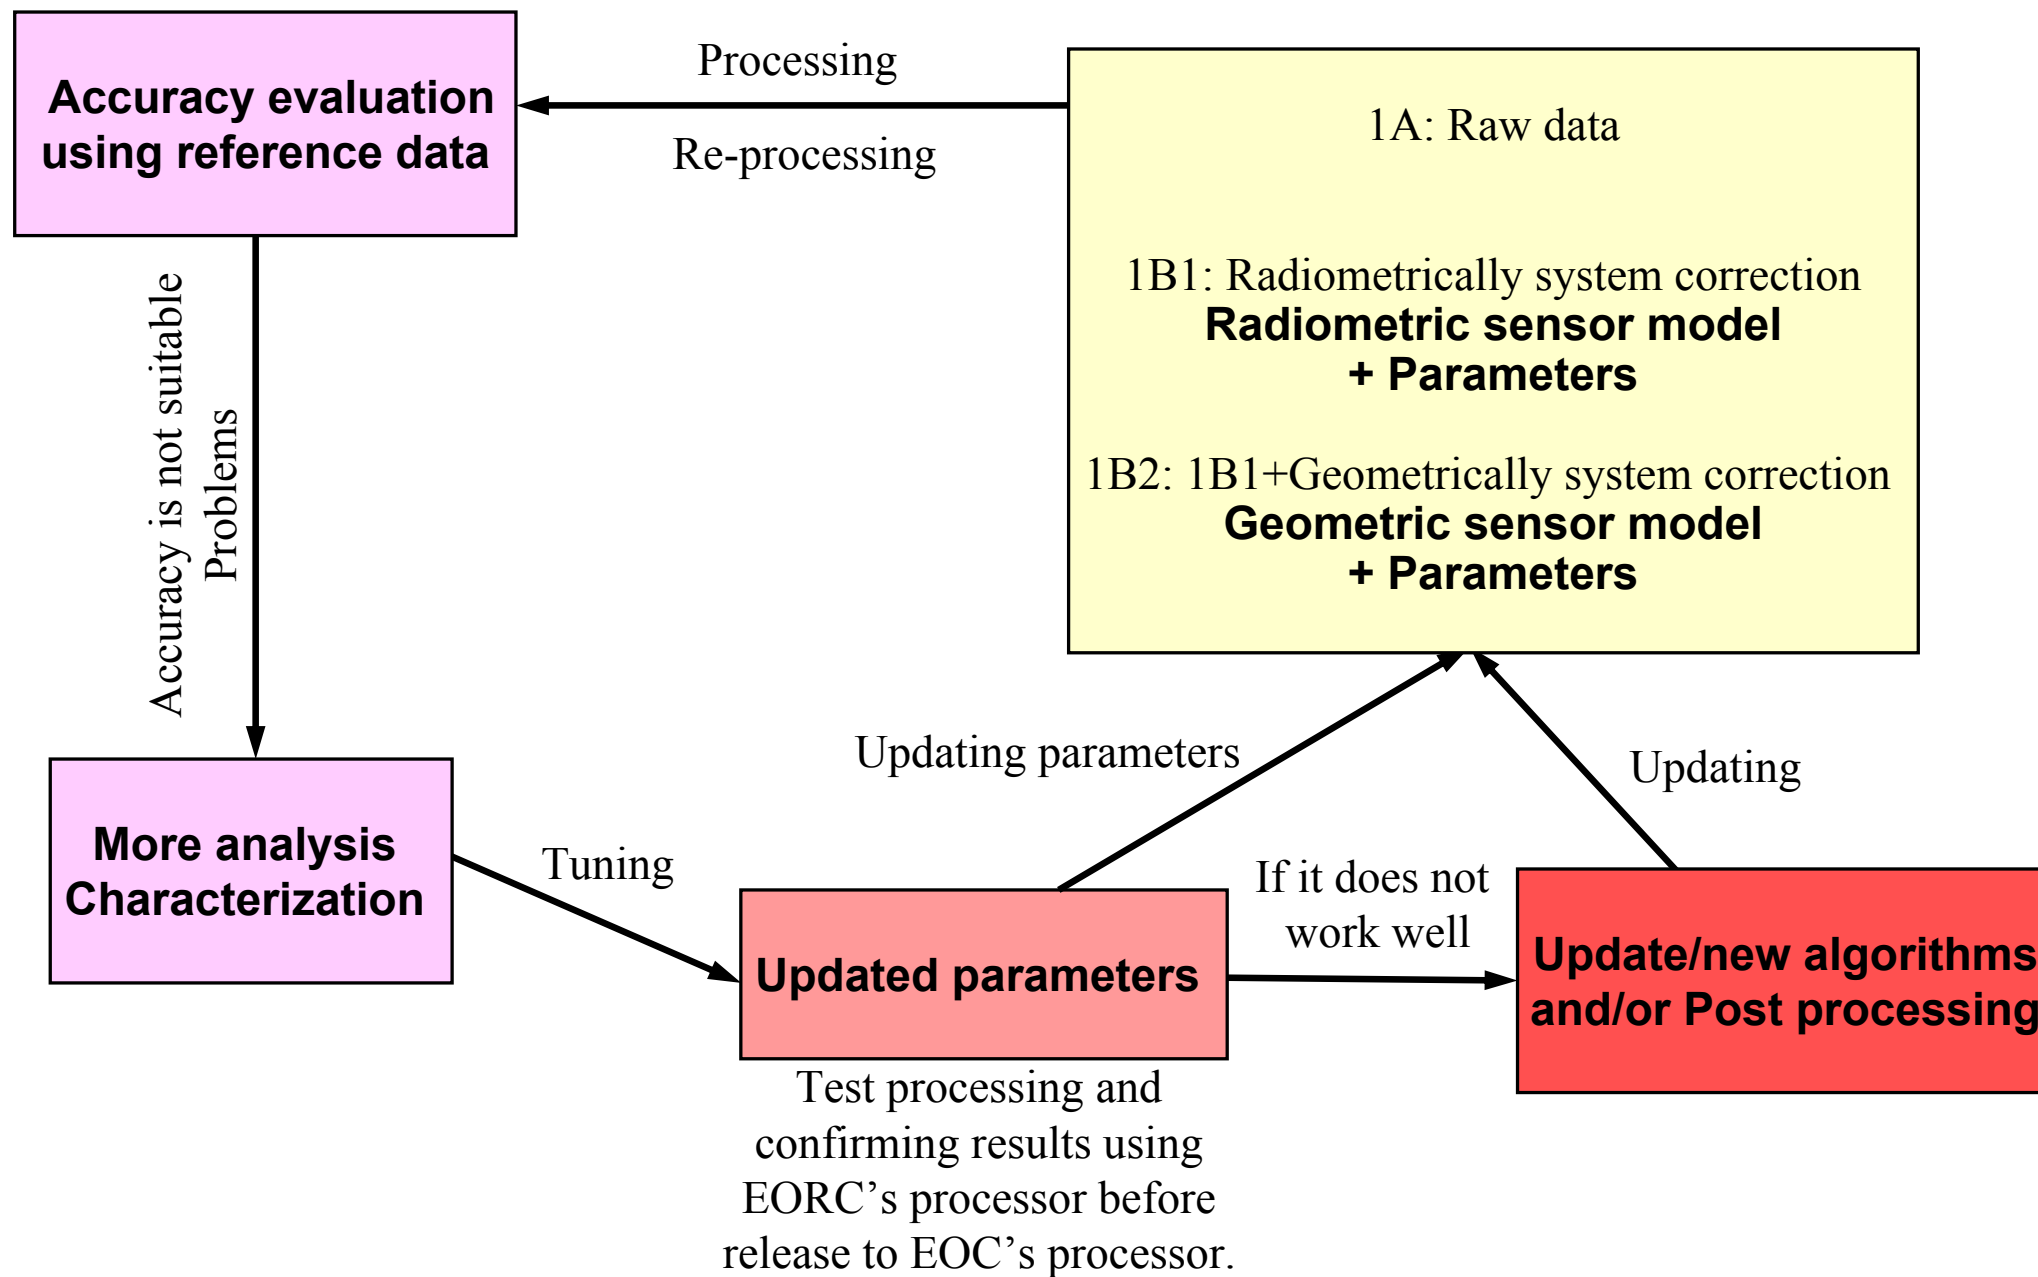 Accuracy evaluation
using reference data
Processing
Re-processing
1A: Raw data
1B1: Radiometrically system correction
Radiometric sensor model
+ Parameters
1B2: 1B1+Geometrically system correction
Geometric sensor model
+ Parameters
Accuracy is not suitable
Problems
More analysis
Characterization
Tuning
Updating parameters
Updating
If it does not
work well
Updated parameters
Update/new algorithms
and/or Post processing
Test processing and
confirming results using
EORC’s processor before
release to EOC’s processor.